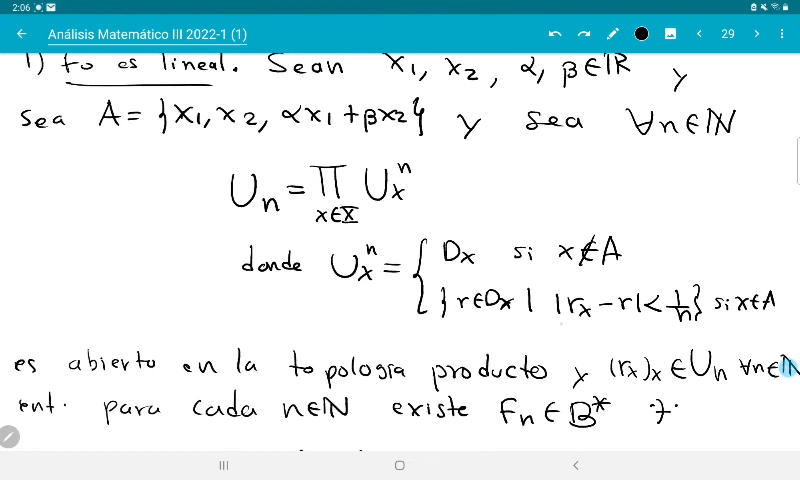 2:06
Análisis Matemático III 2022-1 (1)
29
1) fo es lineal. Sean x1, x2, α, β∈ℝ y
sea A = {x1, x2, αx1 + βx2} y sea ∀n∈ℕ
Un = ∏x∈X Ux^n
donde Ux^n = { Dx si x∉A
{r∈Dx | |rx − r| < 1/n} si x∈A
es abierto en la topología producto y (rx)x ∈ Un ∀n∈ℕ
ent. para cada n∈ℕ existe Fn ∈ B*